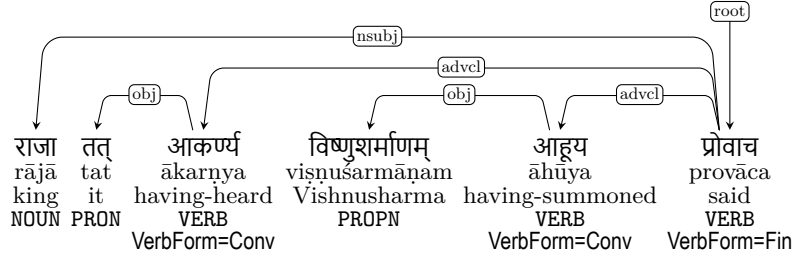 root
nsubj
advcl
obj obj advcl
राजा तत् आकर्ण्य विष्णुशर्माणम् आहूय प्रोवाच
rājā tat ākarṇya viṣṇuśarmāṇam āhūya provāca
king it having-heard Vishnusharma having-summoned said
NOUN PRON VERB PROPN VERB VERB
VerbForm=Conv VerbForm=Conv VerbForm=Fin